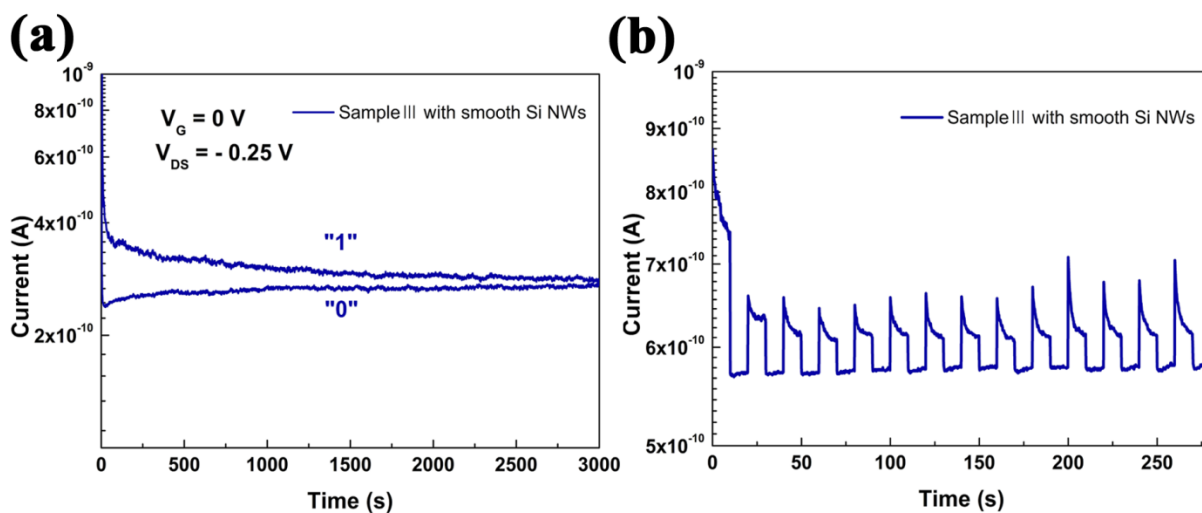 (a)
10⁻⁹
8x10⁻¹⁰
6x10⁻¹⁰
4x10⁻¹⁰
2x10⁻¹⁰
Current (A)
V_G = 0 V
V_DS = - 0.25 V
Sample III with smooth Si NWs
"1"
"0"
0 500 1000 1500 2000 2500 3000
Time (s)
(b)
10⁻⁹
9x10⁻¹⁰
8x10⁻¹⁰
7x10⁻¹⁰
6x10⁻¹⁰
5x10⁻¹⁰
Current (A)
Sample III with smooth Si NWs
0 50 100 150 200 250
Time (s)